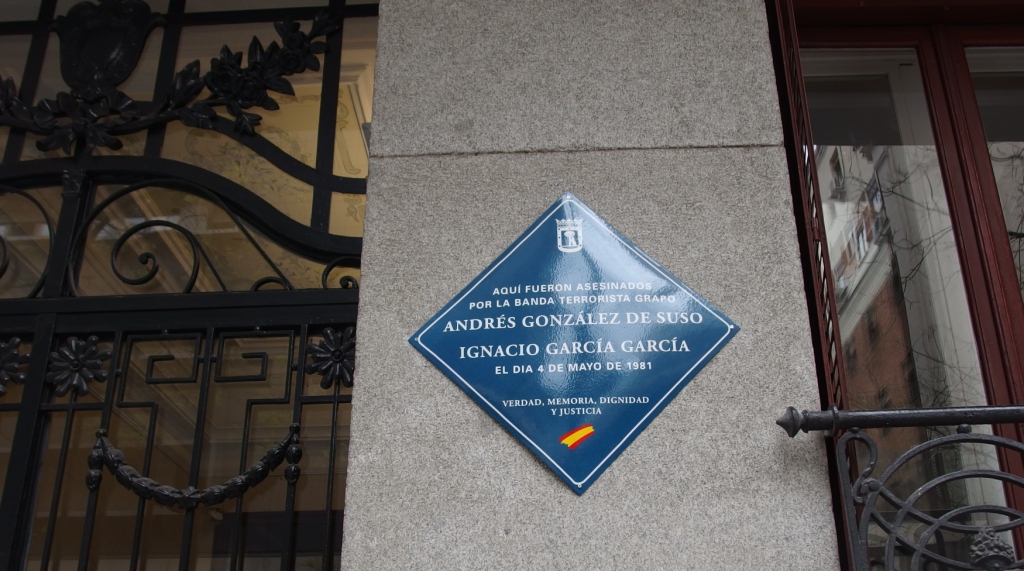 AQUÍ FUERON ASESINADOS
POR LA BANDA TERRORISTA GRAPO
ANDRÉS GONZÁLEZ DE SUSO
IGNACIO GARCÍA GARCÍA
EL DIA 4 DE MAYO DE 1981
VERDAD, MEMORIA, DIGNIDAD
Y JUSTICIA